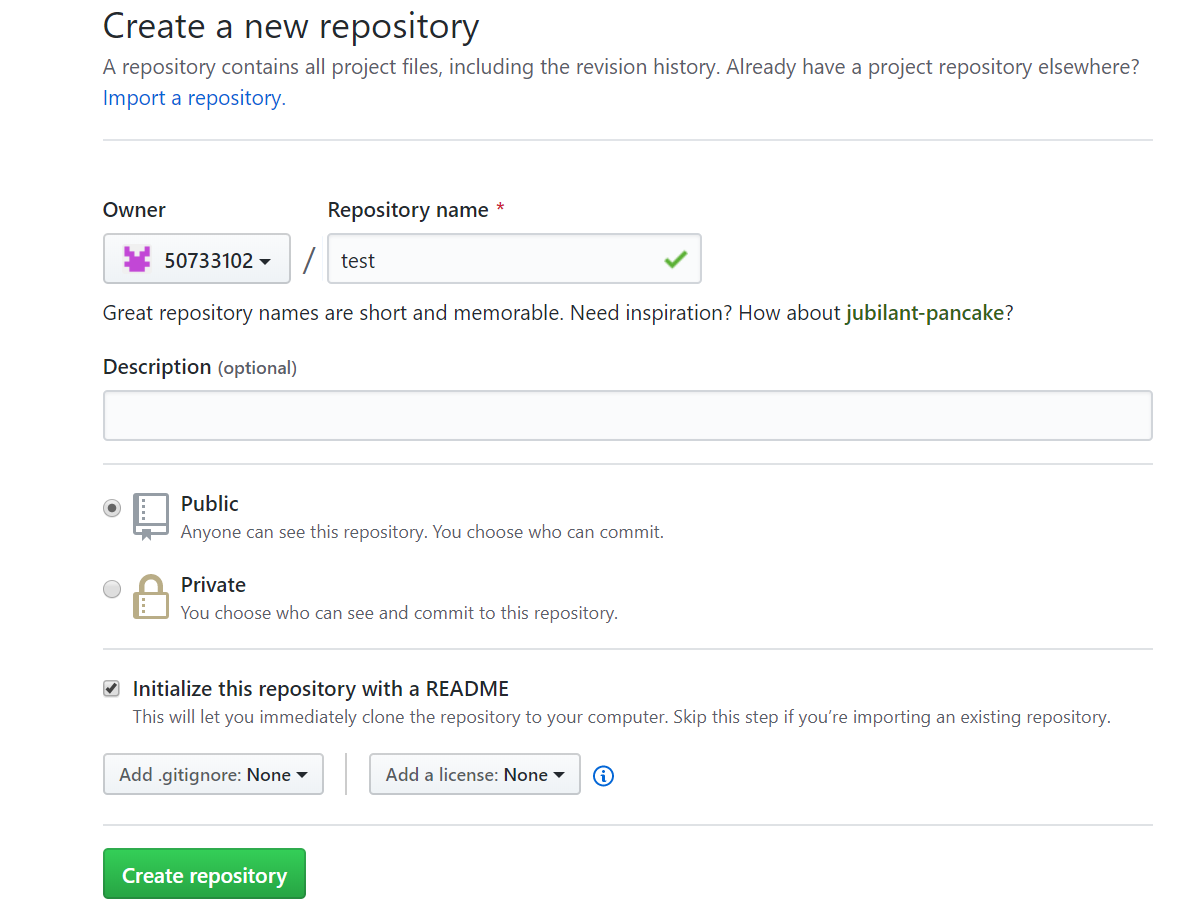 Create a new repository
A repository contains all project files, including the revision history. Already have a project repository elsewhere?
Import a repository.
Owner
Repository name *
50733102
/
test
Great repository names are short and memorable. Need inspiration? How about jubilant-pancake?
Description (optional)
Public
Anyone can see this repository. You choose who can commit.
Private
You choose who can see and commit to this repository.
Initialize this repository with a README
This will let you immediately clone the repository to your computer. Skip this step if you’re importing an existing repository.
Add .gitignore: None
Add a license: None
Create repository